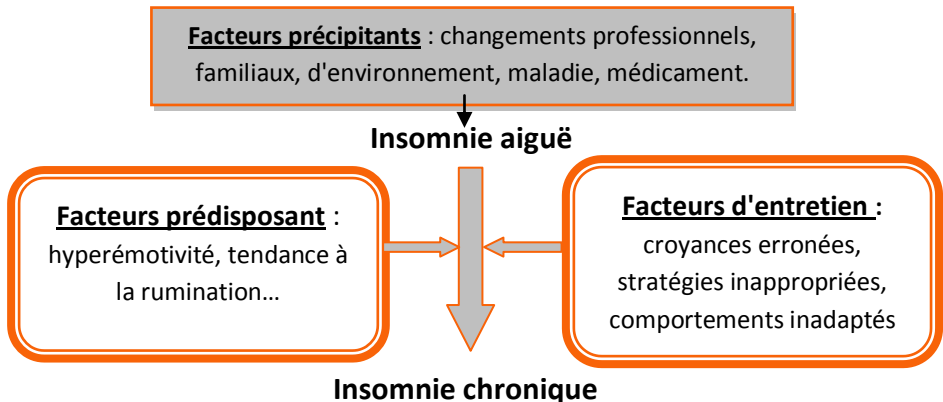 Facteurs précipitants : changements professionnels,
familiaux, d'environnement, maladie, médicament.
Insomnie aiguë
Facteurs prédisposant :
hyperémotivité, tendance à
la rumination…
Facteurs d'entretien :
croyances erronées,
stratégies inappropriées,
comportements inadaptés
Insomnie chronique